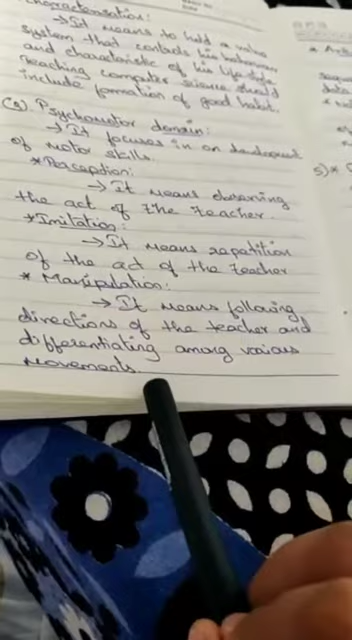 Characterisation:
→ It means to hold a value
system that controls his behaviour
and characteristic of his life style
Teaching computer science should
include formation of good habit.
(3) Psychomotor domain:
→ It focuses in on development
of motor skills.
* Perception:
→ It means observing
the act of the teacher.
* Imitation:
→ It means repetition
of the act of the teacher
* Manipulation:
→ It means following
directions of the teacher and
differentiating among various
movements.
5) *